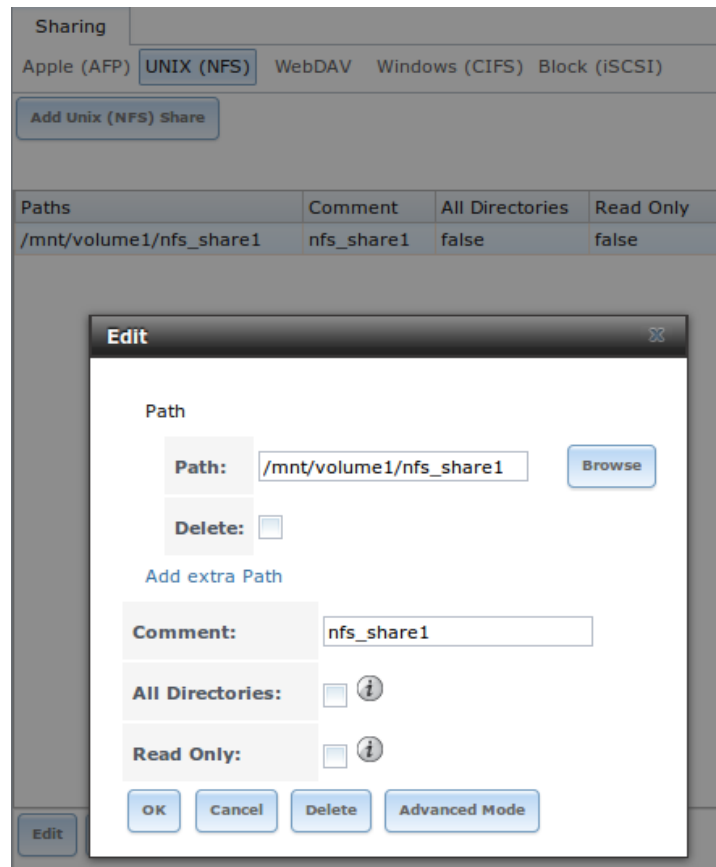 Sharing
Apple (AFP) UNIX (NFS) WebDAV Windows (CIFS) Block (iSCSI)
Add Unix (NFS) Share
Paths Comment All Directories Read Only
/mnt/volume1/nfs_share1 nfs_share1 false false
Edit
Path
Path: /mnt/volume1/nfs_share1 Browse
Delete:
Add extra Path
Comment: nfs_share1
All Directories: i
Read Only: i
OK Cancel Delete Advanced Mode
Edit